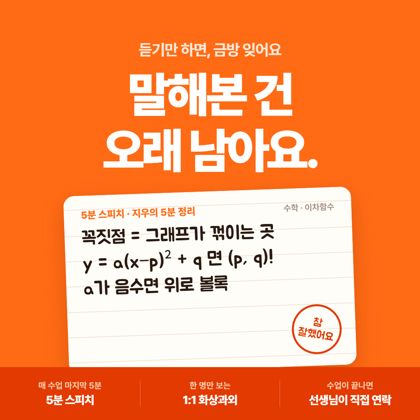 듣기만 하면, 금방 잊어요
말해본 건
오래 남아요.
5분 스피치 · 지우의 5분 정리
수학 · 이차함수
꼭짓점 = 그래프가 꺾이는 곳
y = a(x-p)² + q 면 (p, q)!
a가 음수면 위로 볼록
참
잘했어요
매 수업 마지막 5분
5분 스피치
한 명만 보는
1:1 화상과외
수업이 끝나면
선생님이 직접 연락